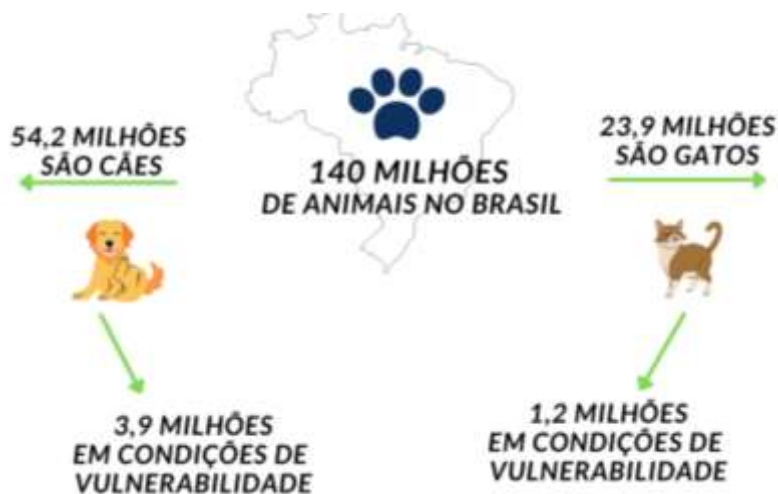 140 MILHÕES
DE ANIMAIS NO BRASIL
54,2 MILHÕES
SÃO CÃES
23,9 MILHÕES
SÃO GATOS
3,9 MILHÕES
EM CONDIÇÕES DE
VULNERABILIDADE
1,2 MILHÕES
EM CONDIÇÕES DE
VULNERABILIDADE